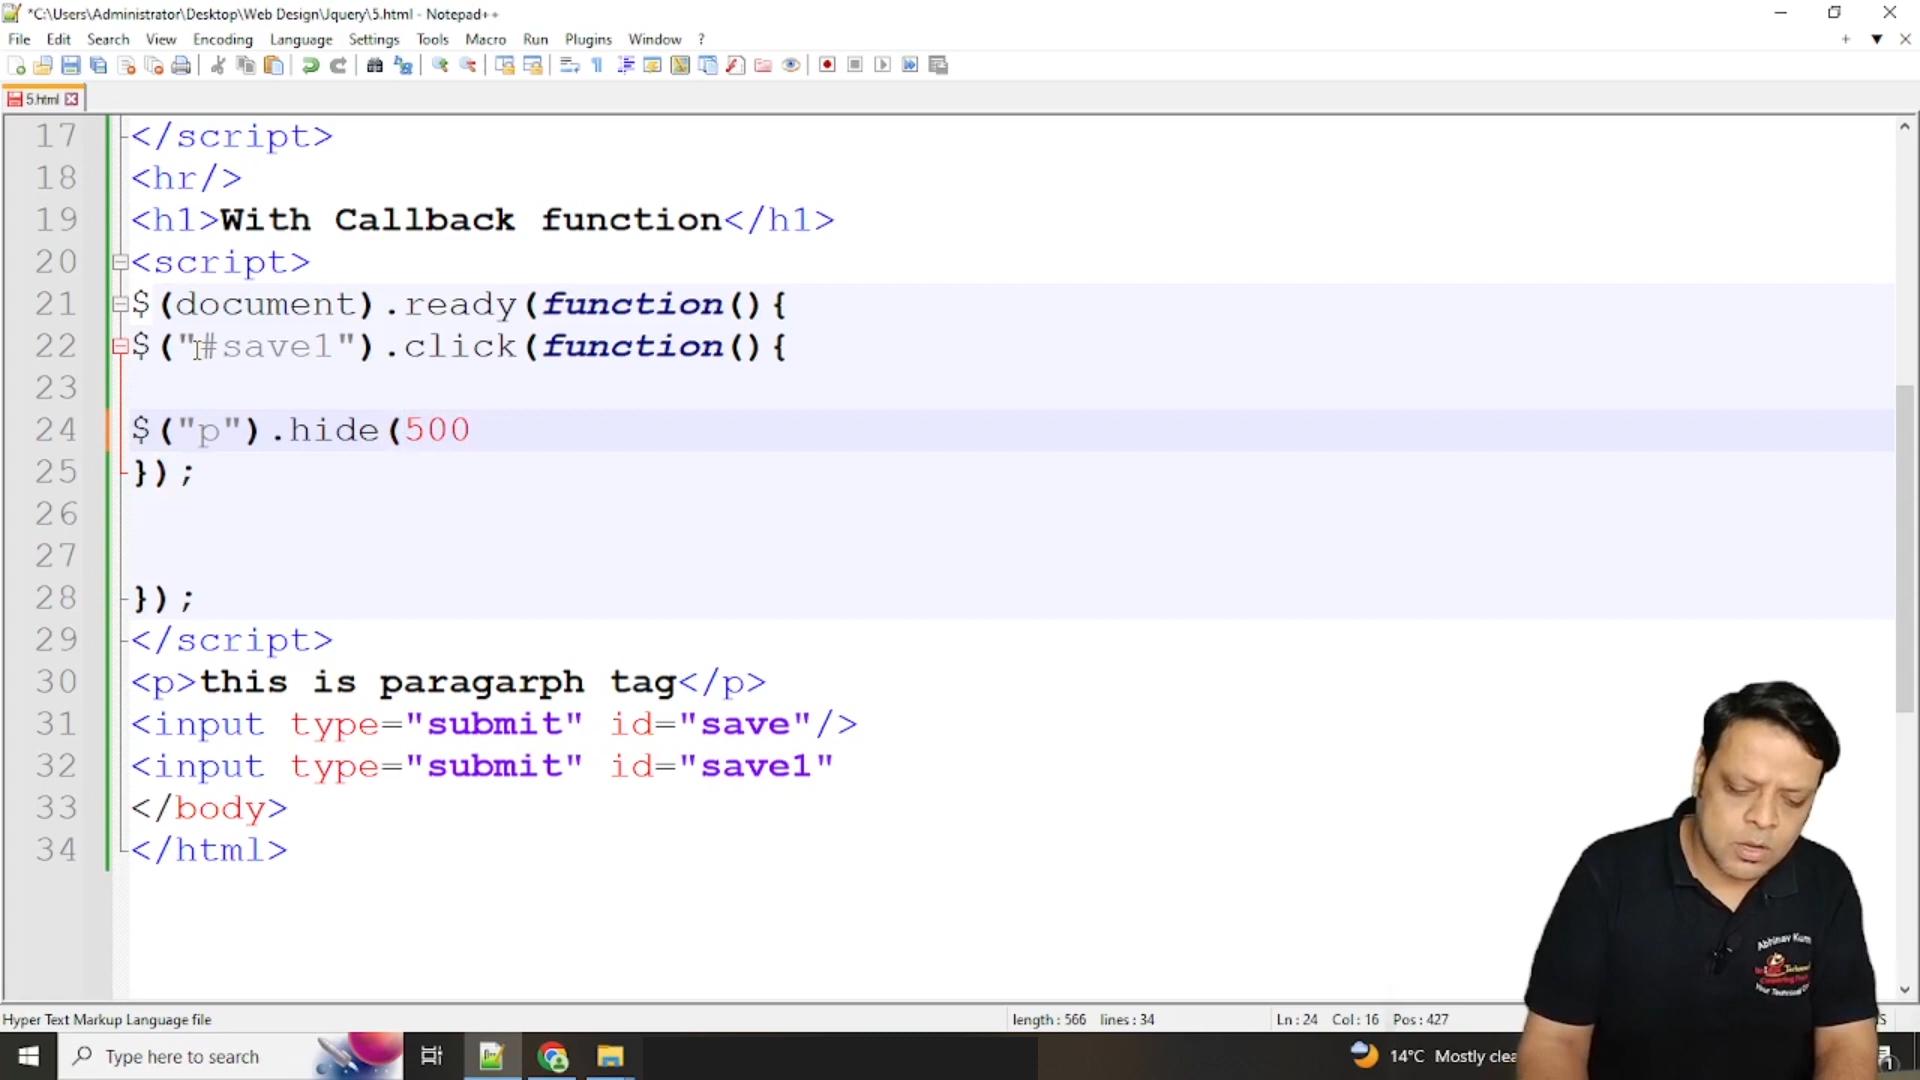 *C:\Users\Administrator\Desktop\Web Design\Jquery\5.html - Notepad++
File Edit Search View Encoding Language Settings Tools Macro Run Plugins Window ?
5.html
17 </script>
18 <hr/>
19 <h1>With Callback function</h1>
20 <script>
21 $(document).ready(function(){
22 $("#save1").click(function(){
23
24 $("p").hide(500
25 });
26
27
28 });
29 </script>
30 <p>this is paragarph tag</p>
31 <input type="submit" id="save"/>
32 <input type="submit" id="save1"
33 </body>
34 </html>
Abhinav Kum
Hyper Text Markup Language file length : 566 lines : 34 Ln : 24 Col : 16 Pos : 427
Type here to search 14°C Mostly clea